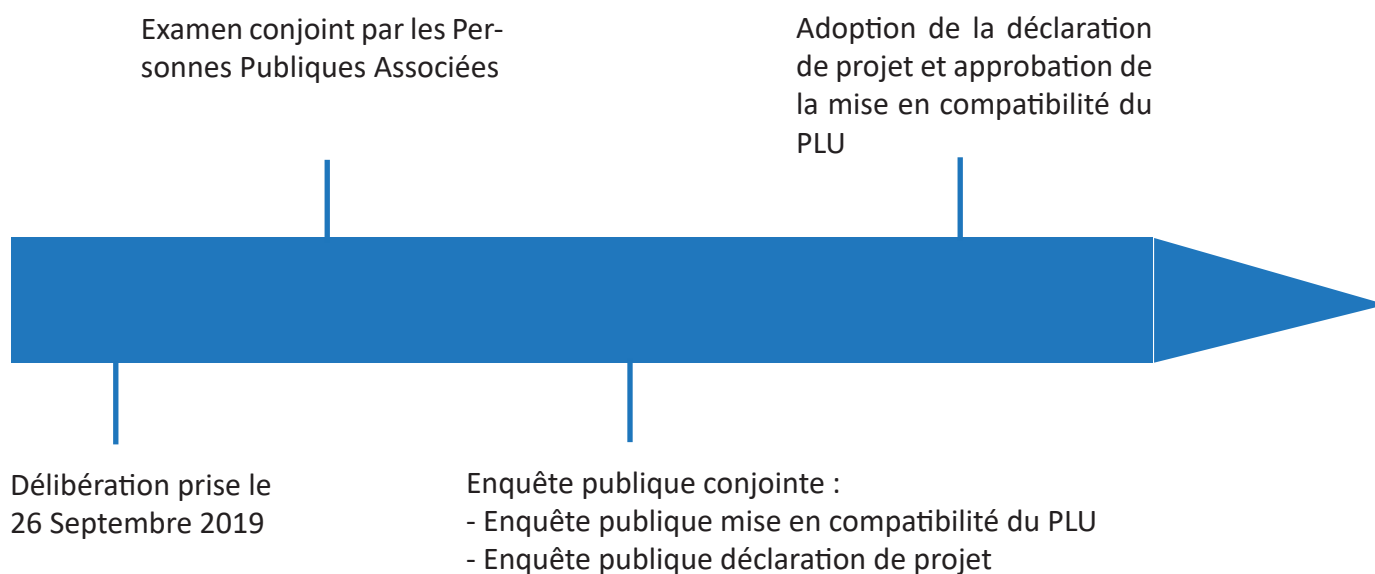 Examen conjoint par les Per-
sonnes Publiques Associées
Adoption de la déclaration
de projet et approbation de
la mise en compatibilité du
PLU
Délibération prise le
26 Septembre 2019
Enquête publique conjointe :
- Enquête publique mise en compatibilité du PLU
- Enquête publique déclaration de projet